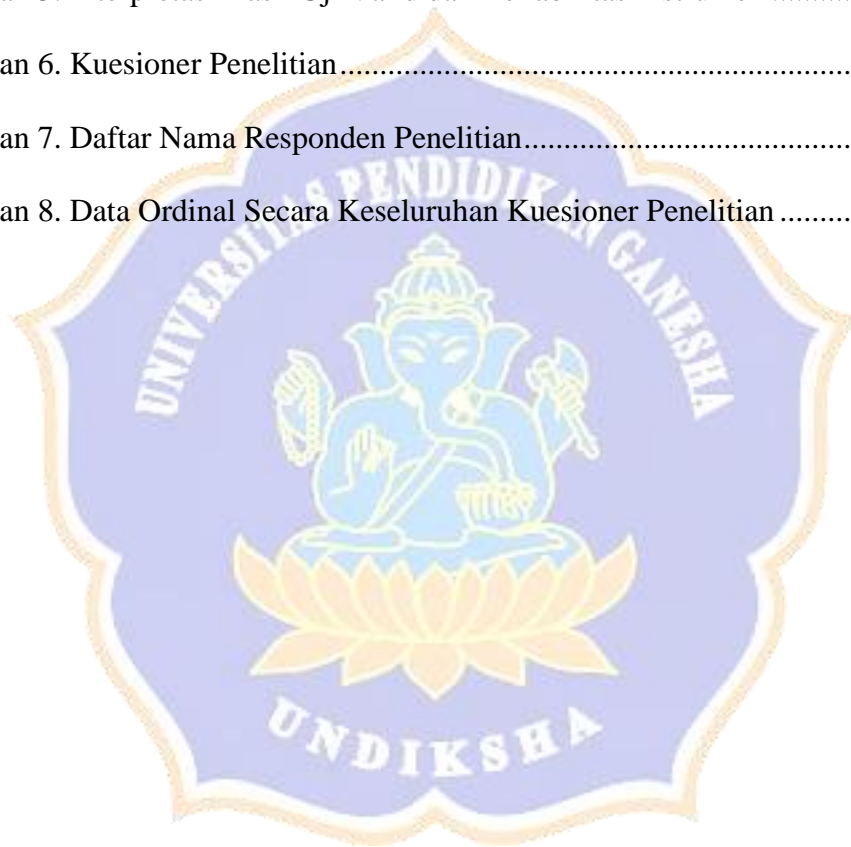 an 6. Kuesioner Penelitian
an 7. Daftar Nama Responden Penelitian
an 8. Data Ordinal Secara Keseluruhan Kuesioner Penelitian
UNIVERSITAS PENDIDIKAN GANESHA
UNDIKSHA